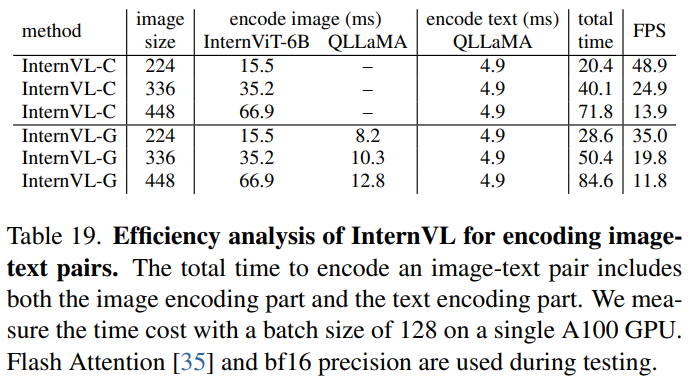 method image size encode image (ms) encode text (ms) total time FPS
InternViT-6B QLLaMA QLLaMA
InternVL-C 224 15.5 – 4.9 20.4 48.9
InternVL-C 336 35.2 – 4.9 40.1 24.9
InternVL-C 448 66.9 – 4.9 71.8 13.9
InternVL-G 224 15.5 8.2 4.9 28.6 35.0
InternVL-G 336 35.2 10.3 4.9 50.4 19.8
InternVL-G 448 66.9 12.8 4.9 84.6 11.8
Table 19. Efficiency analysis of InternVL for encoding image-
text pairs. The total time to encode an image-text pair includes
both the image encoding part and the text encoding part. We mea-
sure the time cost with a batch size of 128 on a single A100 GPU.
Flash Attention [35] and bf16 precision are used during testing.